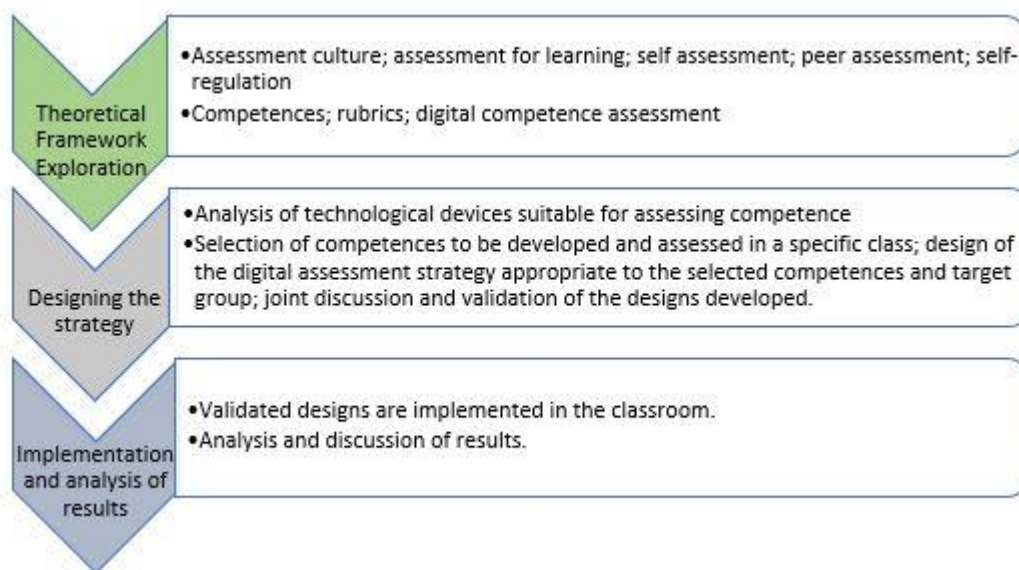 Theoretical
Framework
Exploration
•Assessment culture; assessment for learning; self assessment; peer assessment; self-
regulation
•Competences; rubrics; digital competence assessment
Designing the
strategy
•Analysis of technological devices suitable for assessing competence
•Selection of competences to be developed and assessed in a specific class; design of
the digital assessment strategy appropriate to the selected competences and target
group; joint discussion and validation of the designs developed.
Implementation
and analysis of
results
•Validated designs are implemented in the classroom.
•Analysis and discussion of results.